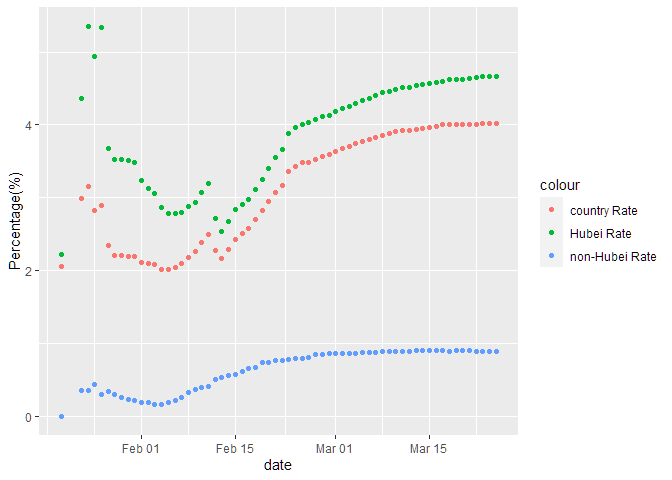 Percentage(%)
4
2
0
Feb 01 Feb 15 Mar 01 Mar 15
date
colour
country Rate
Hubei Rate
non-Hubei Rate